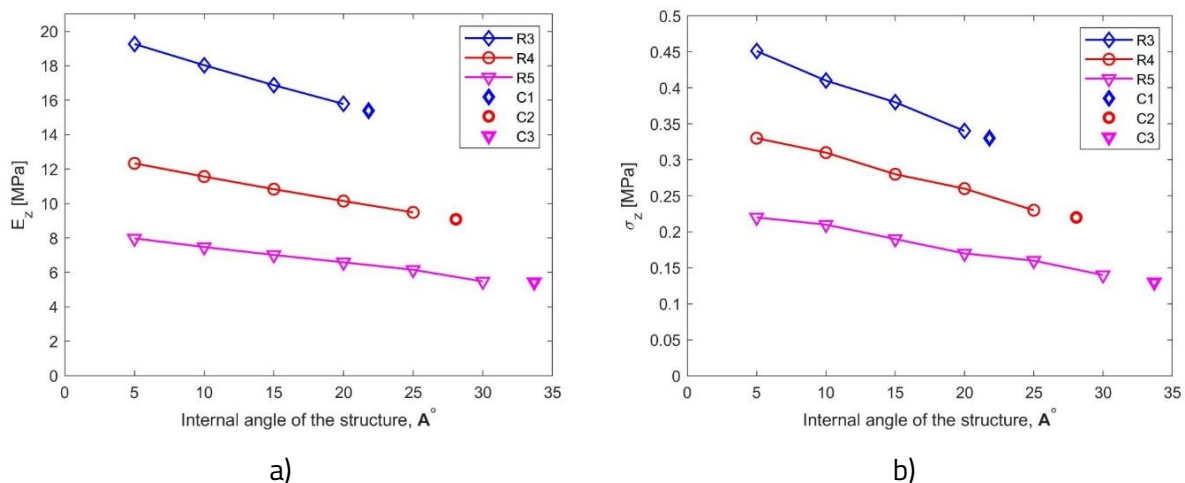 20
18
16
14
12
10
8
6
4
2
0
E_z [MPa]
0 5 10 15 20 25 30 35
Internal angle of the structure, A°
R3
R4
R5
C1
C2
C3
a)
0.5
0.45
0.4
0.35
0.3
0.25
0.2
0.15
0.1
0.05
0
σ_z [MPa]
0 5 10 15 20 25 30 35
Internal angle of the structure, A°
R3
R4
R5
C1
C2
C3
b)